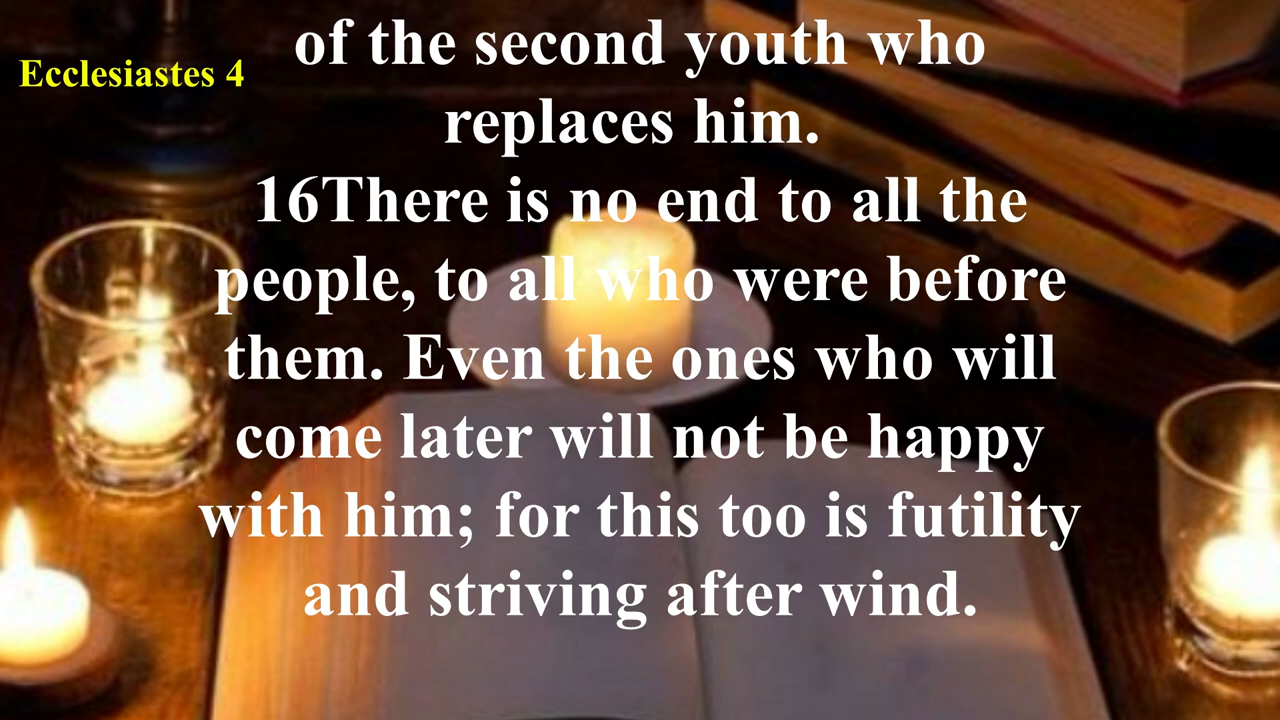 Ecclesiastes 4
of the second youth who
replaces him.
16There is no end to all the
people, to all who were before
them. Even the ones who will
come later will not be happy
with him; for this too is futility
and striving after wind.